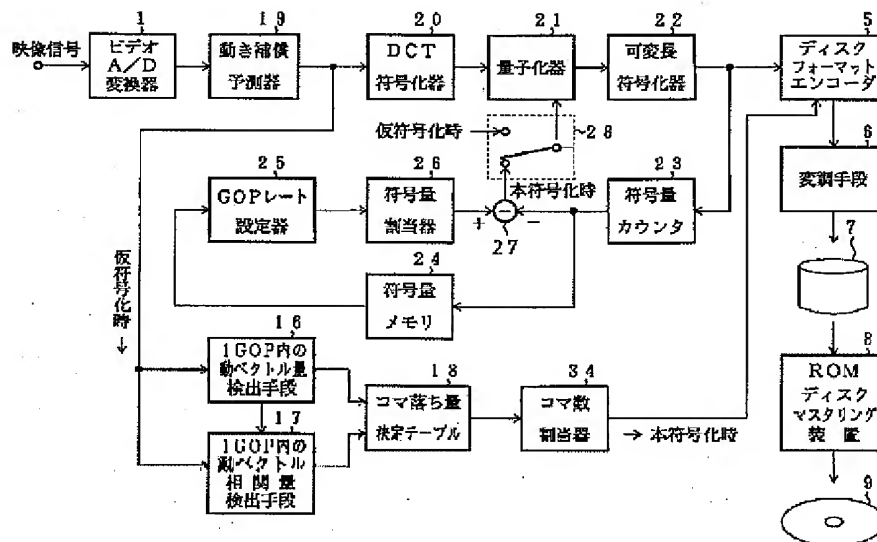 1
19
20
21
22
5
映像信号
ビデオ
A/D
変換器
動き補償
予測器
DCT
符号化器
量子化器
可変長
符号化器
ディスク
フォーマット
エンコーダ
仮符号化時
28
6
変調手段
25
26
本符号化時
23
GOPレート
設定器
符号量
割当器
+
−
−
27
符号量
カウンタ
7
仮符号化時
↓
24
符号量
メモリ
16
1GOP内の
動ベクトル量
検出手段
18
コマ落ち量
決定テーブル
34
コマ数
割当器
→本符号化時
8
ROM
ディスク
マスタリング
装置
17
1GOP内の
動ベクトル
相関量
検出手段
9